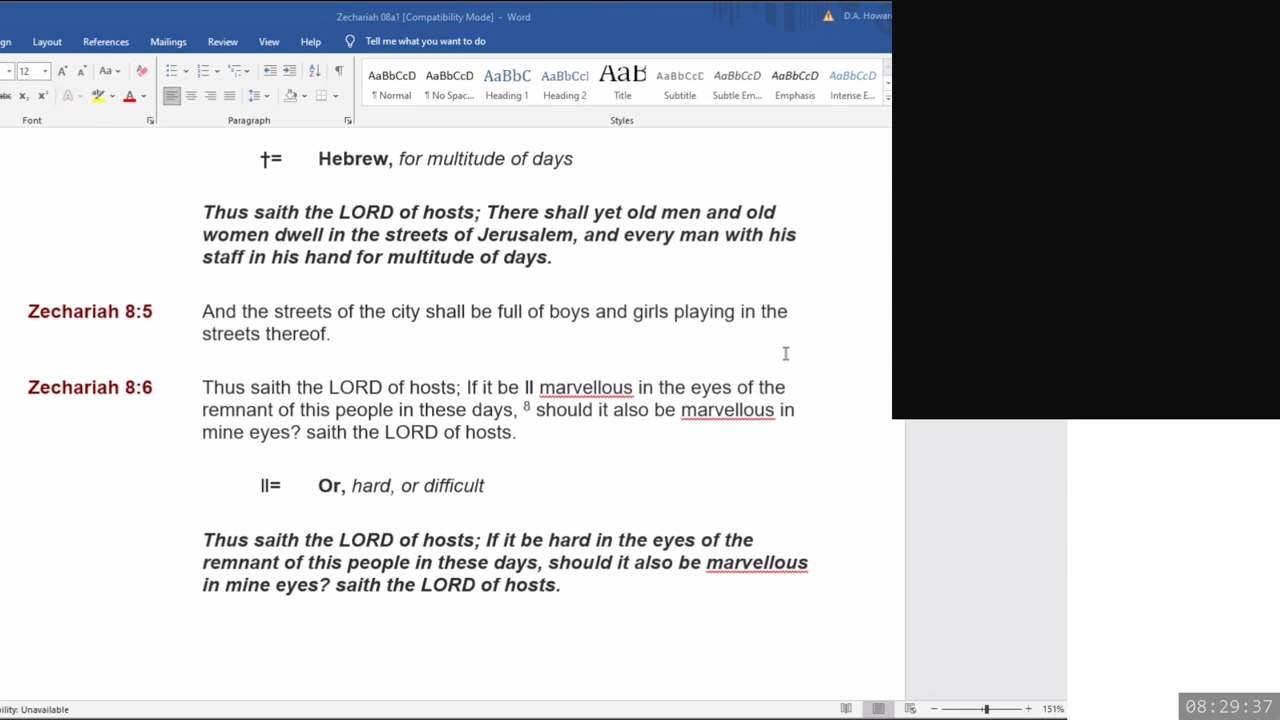 Zechariah 08a1 [Compatibility Mode] - Word
D.A. Howar
gn Layout References Mailings Review View Help Tell me what you want to do
12 Aa
AaBbCcD AaBbCcD AaBbC AaBbCcl AaB AaBbCcD AaBbCcD AaBbCcD AaBbCcD
¶ Normal ¶ No Spac... Heading 1 Heading 2 Title Subtitle Subtle Em... Emphasis Intense E...
Font Paragraph Styles
†= Hebrew, for multitude of days
Thus saith the LORD of hosts; There shall yet old men and old
women dwell in the streets of Jerusalem, and every man with his
staff in his hand for multitude of days.
Zechariah 8:5 And the streets of the city shall be full of boys and girls playing in the
streets thereof.
Zechariah 8:6 Thus saith the LORD of hosts; If it be ll marvellous in the eyes of the
remnant of this people in these days, 8 should it also be marvellous in
mine eyes? saith the LORD of hosts.
ll= Or, hard, or difficult
Thus saith the LORD of hosts; If it be hard in the eyes of the
remnant of this people in these days, should it also be marvellous
in mine eyes? saith the LORD of hosts.
bility: Unavailable
151%
08:29:37